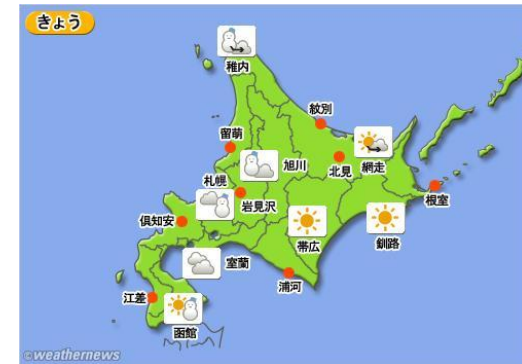 きょう
稚内
紋別
留萌
旭川
網走
北見
札幌
岩見沢
根室
倶知安
帯広
釧路
室蘭
浦河
江差
函館
©weathernews